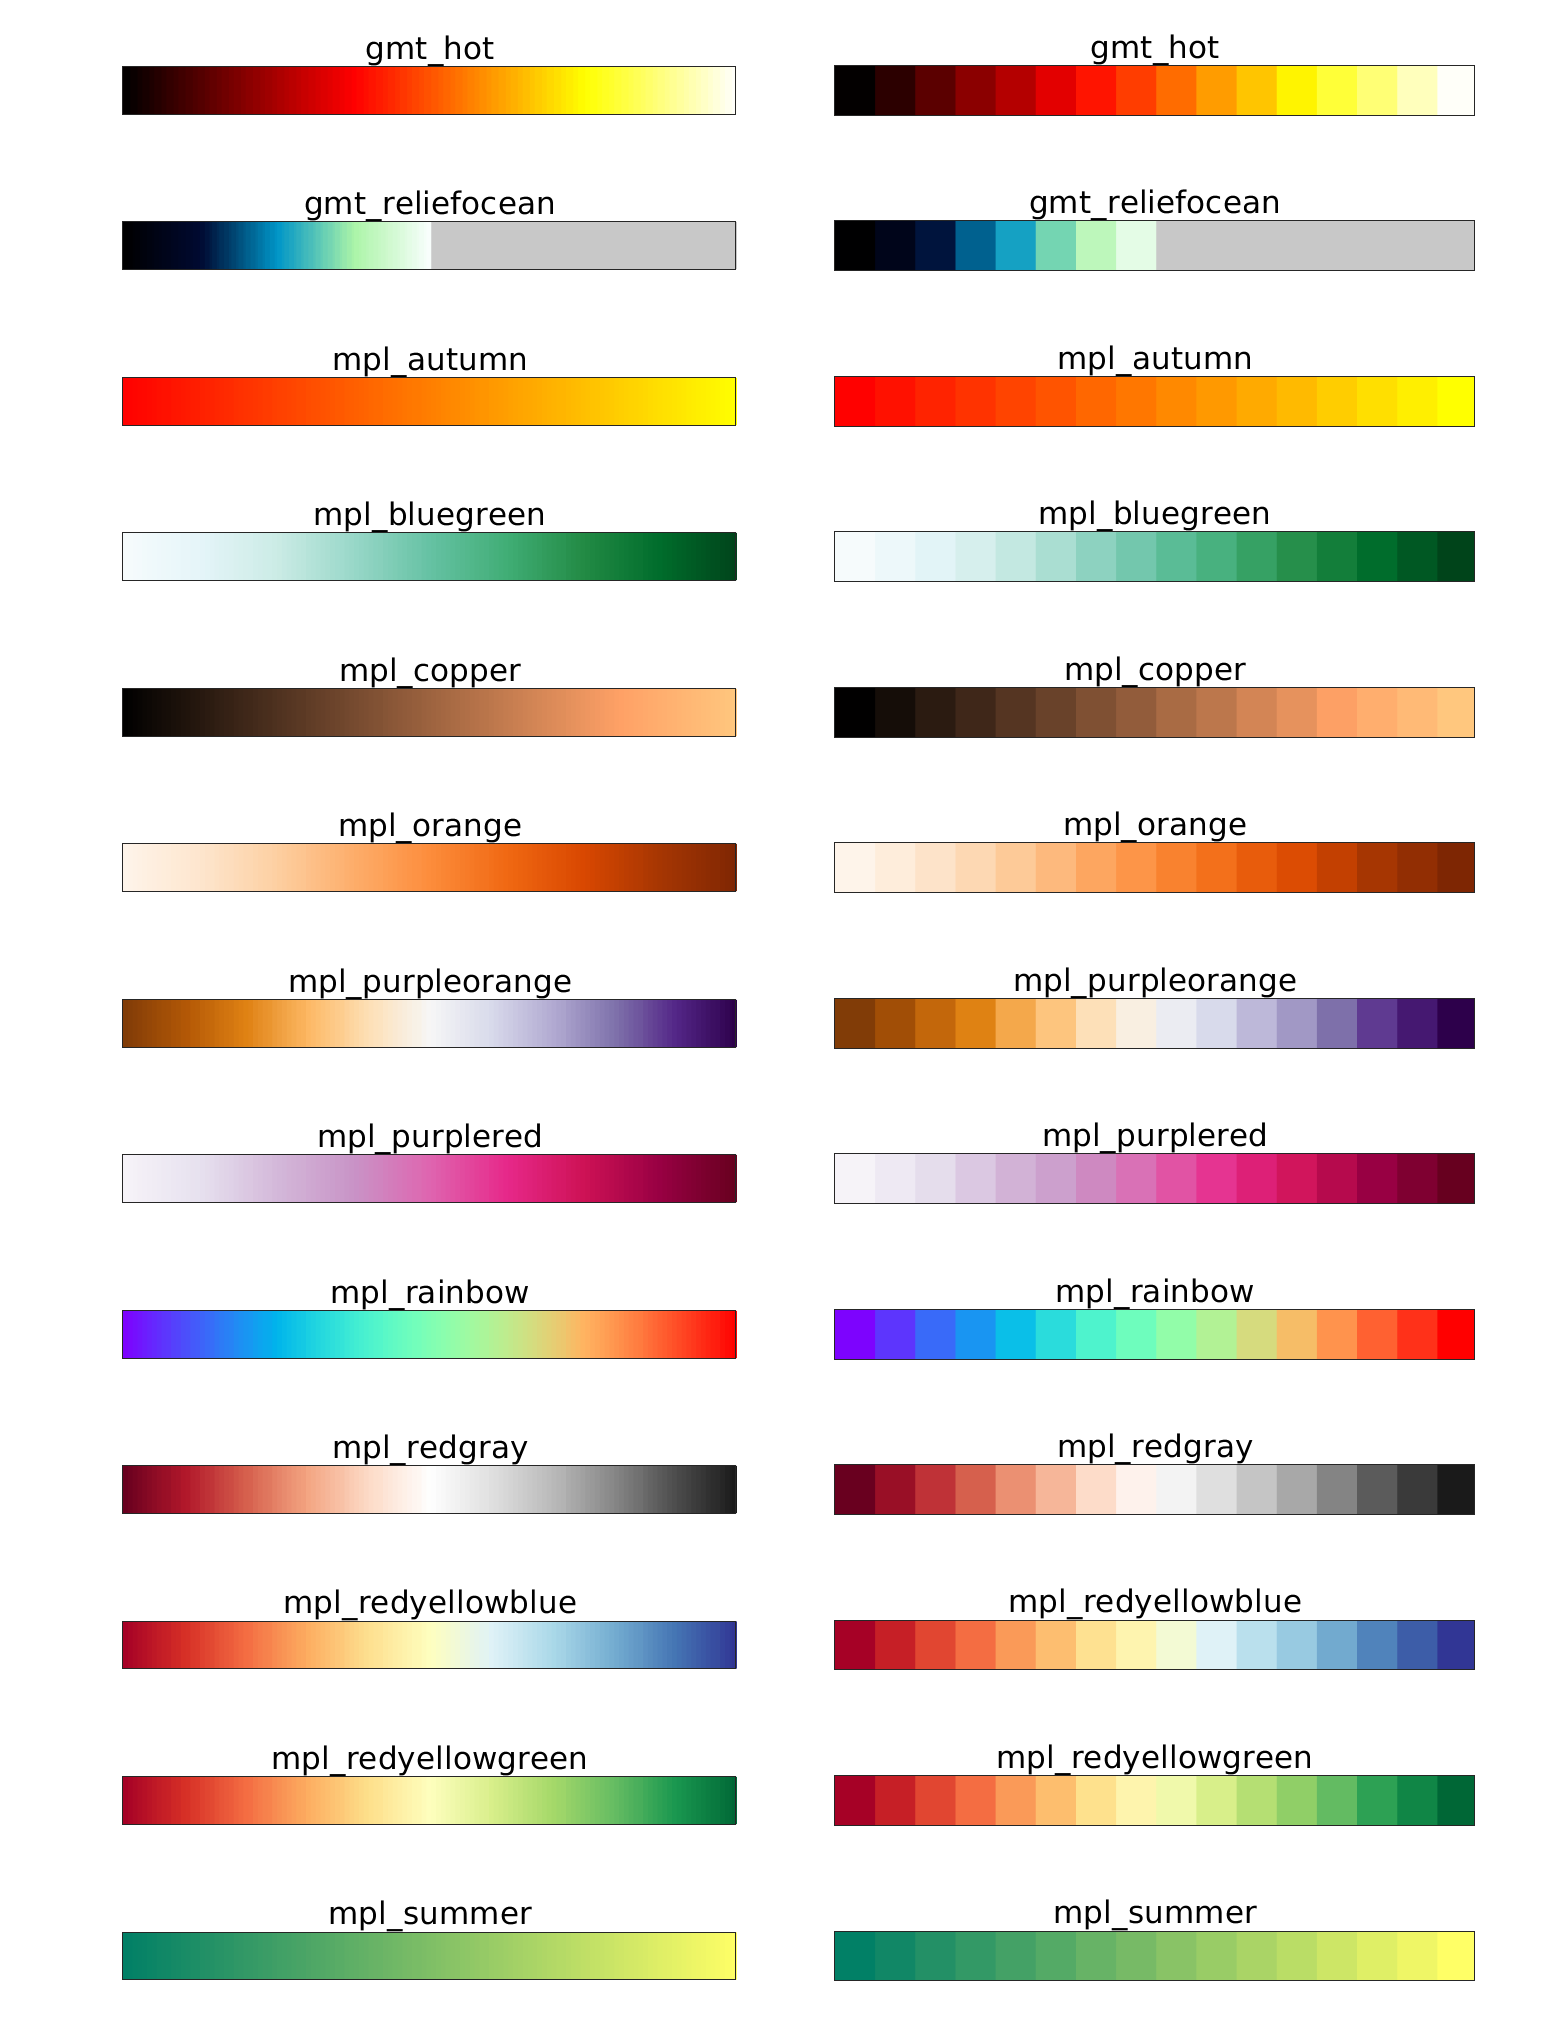 gmt_hot
gmt_hot
gmt_reliefocean
gmt_reliefocean
mpl_autumn
mpl_autumn
mpl_bluegreen
mpl_bluegreen
mpl_copper
mpl_copper
mpl_orange
mpl_orange
mpl_purpleorange
mpl_purpleorange
mpl_purplered
mpl_purplered
mpl_rainbow
mpl_rainbow
mpl_redgray
mpl_redgray
mpl_redyellowblue
mpl_redyellowblue
mpl_redyellowgreen
mpl_redyellowgreen
mpl_summer
mpl_summer